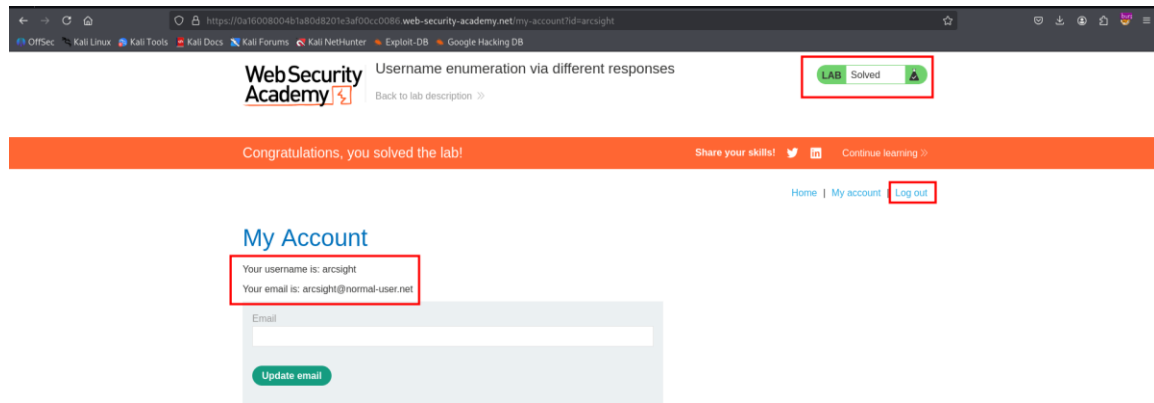 https://0a16008004b1a80d8201e3af00cc0086.web-security-academy.net/my-account?id=arcsight
OffSec Kali Linux Kali Tools Kali Docs Kali Forums Kali NetHunter Exploit-DB Google Hacking DB
Web Security
Academy
Username enumeration via different responses
Back to lab description
LAB Solved
Congratulations, you solved the lab!
Share your skills! in Continue learning
Home | My account | Log out
My Account
Your username is: arcsight
Your email is: arcsight@normal-user.net
Email
Update email